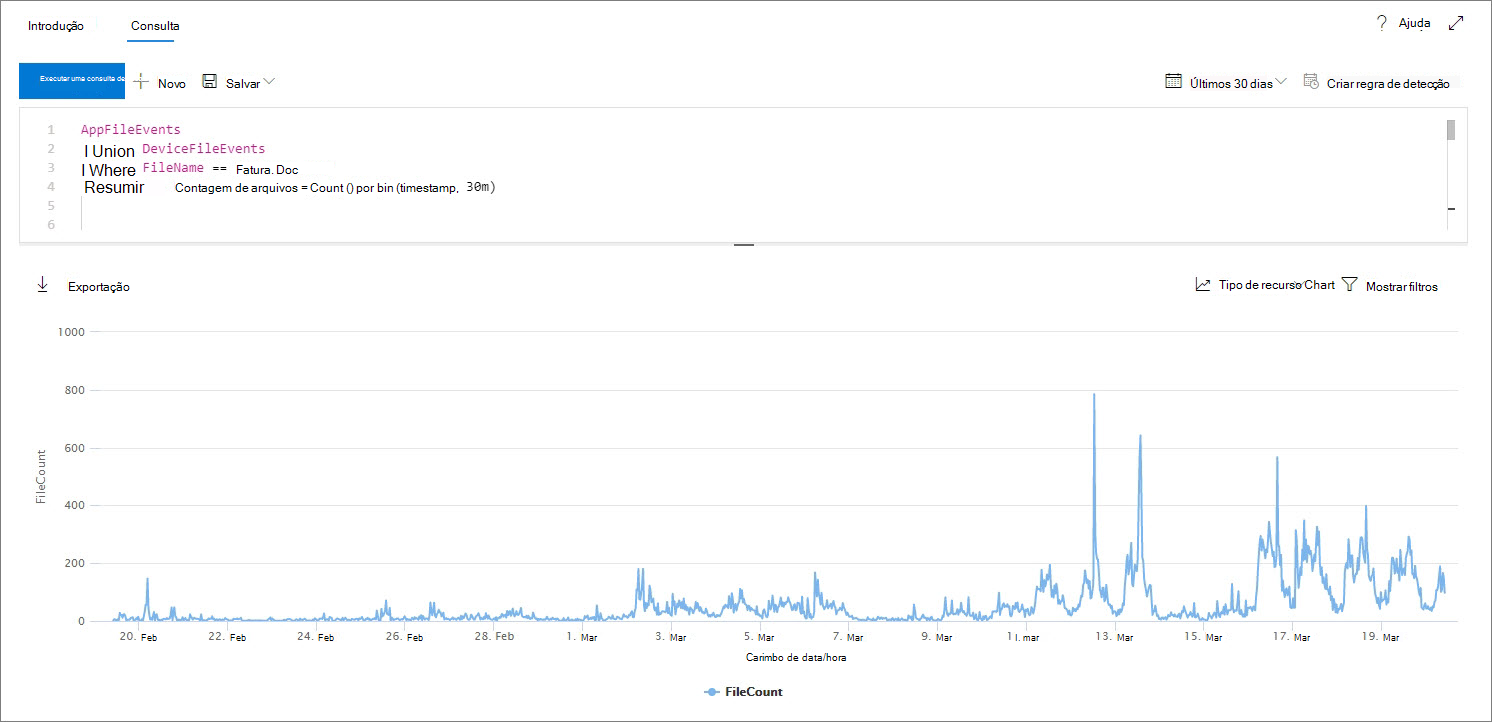 Introdução Consulta ? Ajuda
Executar uma consulta de Novo Salvar Últimos 30 dias Criar regra de detecção
1 AppFileEvents
2 I Union DeviceFileEvents
3 I Where FileName == Fatura. Doc
4 Resumir Contagem de arquivos = Count () por bin (timestamp, 30m)
5
6
Exportação Tipo de recurso Chart Mostrar filtros
1000
800
600
400
200
0
FileCount
20. Feb 22. Feb 24. Feb 26. Feb 28. Feb 1. Mar 3. Mar 5. Mar 7. Mar 9. Mar 1 l. mar 13. Mar 15. Mar 17. Mar 19. Mar
Carimbo de data/hora
FileCount